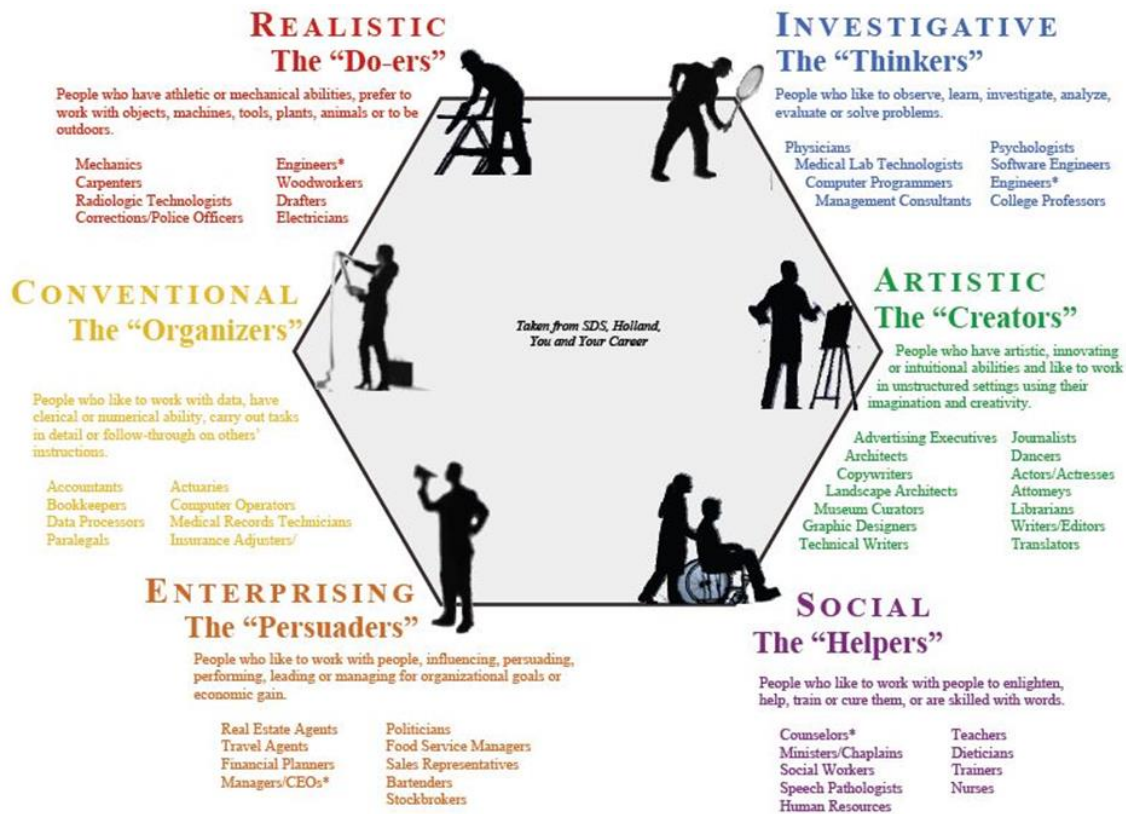 REALISTIC
The “Do-ers”
People who have athletic or mechanical abilities, prefer to
work with objects, machines, tools, plants, animals or to be
outdoors.
Mechanics
Carpenters
Radiologic Technologists
Corrections/Police Officers
Engineers*
Woodworkers
Drafters
Electricians
INVESTIGATIVE
The “Thinkers”
People who like to observe, learn, investigate, analyze,
evaluate or solve problems.
Physicians
Medical Lab Technologists
Computer Programmers
Management Consultants
Psychologists
Software Engineers
Engineers*
College Professors
CONVENTIONAL
The “Organizers”
People who like to work with data, have
clerical or numerical ability, carry out tasks
in detail or follow-through on others’
instructions.
Accountants
Bookkeepers
Data Processors
Paralegals
Actuaries
Computer Operators
Medical Records Technicians
Insurance Adjusters/
Taken from SDS, Holland,
You and Your Career
ARTISTIC
The “Creators”
People who have artistic, innovating
or intuitional abilities and like to work
in unstructured settings using their
imagination and creativity.
Advertising Executives
Architects
Copywriters
Landscape Architects
Museum Curators
Graphic Designers
Technical Writers
Journalists
Dancers
Actors/Actresses
Attorneys
Librarians
Writers/Editors
Translators
ENTERPRISING
The “Persuaders”
People who like to work with people, influencing, persuading,
performing, leading or managing for organizational goals or
economic gain.
Real Estate Agents
Travel Agents
Financial Planners
Managers/CEOs*
Politicians
Food Service Managers
Sales Representatives
Bartenders
Stockbrokers
SOCIAL
The “Helpers”
People who like to work with people to enlighten,
help, train or cure them, or are skilled with words.
Counselors*
Ministers/Chaplains
Social Workers
Speech Pathologists
Human Resources
Teachers
Dieticians
Trainers
Nurses